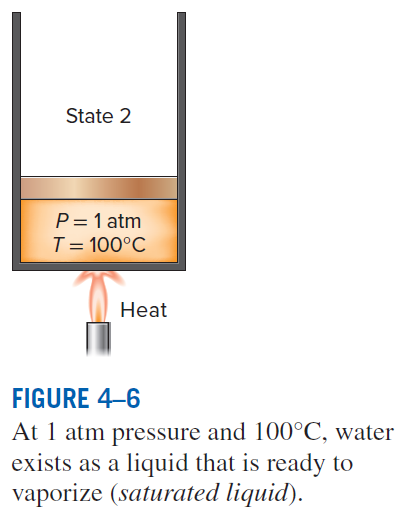 State 2
P = 1 atm
T = 100°C
Heat
FIGURE 4–6
At 1 atm pressure and 100°C, water
exists as a liquid that is ready to
vaporize (saturated liquid).